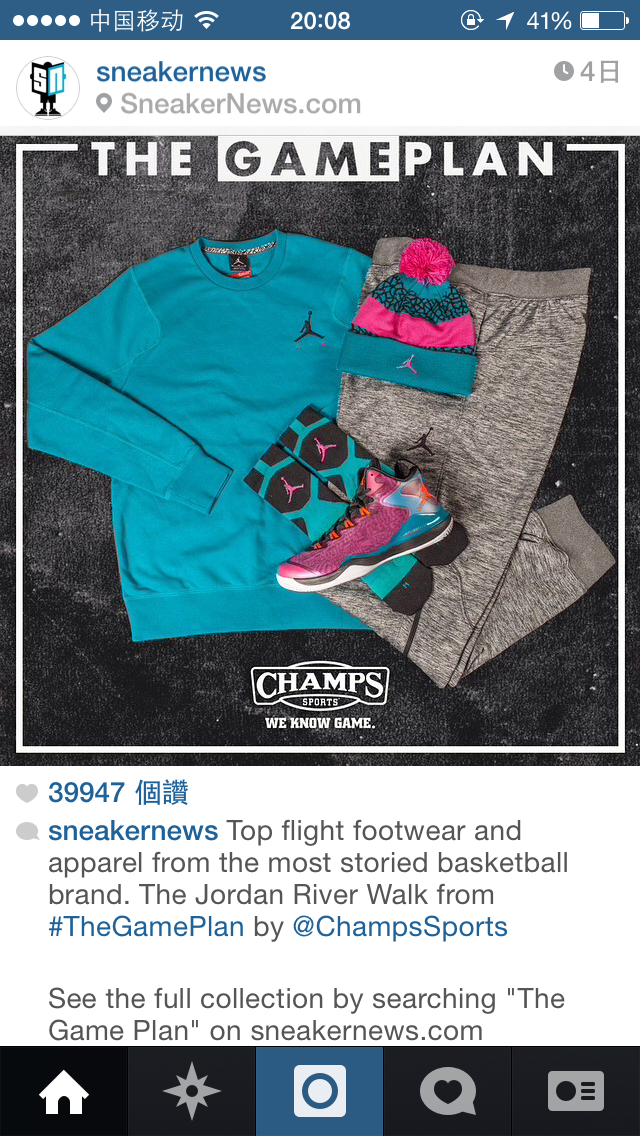 中国移动 20:08 41%
SN
sneakernews 4日
SneakerNews.com
THE GAMEPLAN
CHAMPS
SPORTS
WE KNOW GAME.
39947 個讚
sneakernews Top flight footwear and
apparel from the most storied basketball
brand. The Jordan River Walk from
#TheGamePlan by @ChampsSports
See the full collection by searching "The
Game Plan" on sneakernews.com